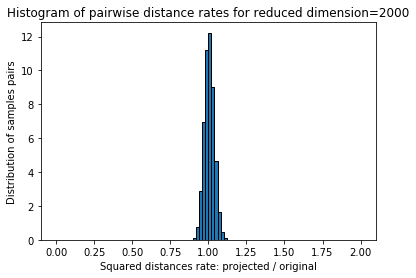 Histogram of pairwise distance rates for reduced dimension=2000
Distribution of samples pairs
12
10
8
6
4
2
0
0.00 0.25 0.50 0.75 1.00 1.25 1.50 1.75 2.00
Squared distances rate: projected / original